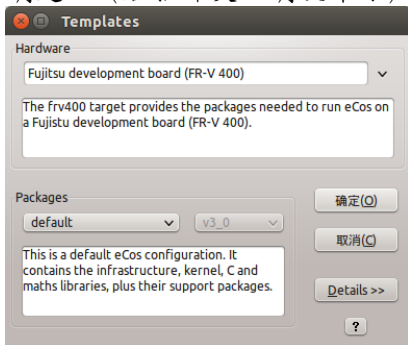 Templates
Hardware
Fujitsu development board (FR-V 400)
The frv400 target provides the packages needed to run eCos on
a Fujistu development board (FR-V 400).
Packages
default
v3_0
This is a default eCos configuration. It
contains the infrastructure, kernel, C and
maths libraries, plus their support packages.
确定(O)
取消(C)
Details >>
?